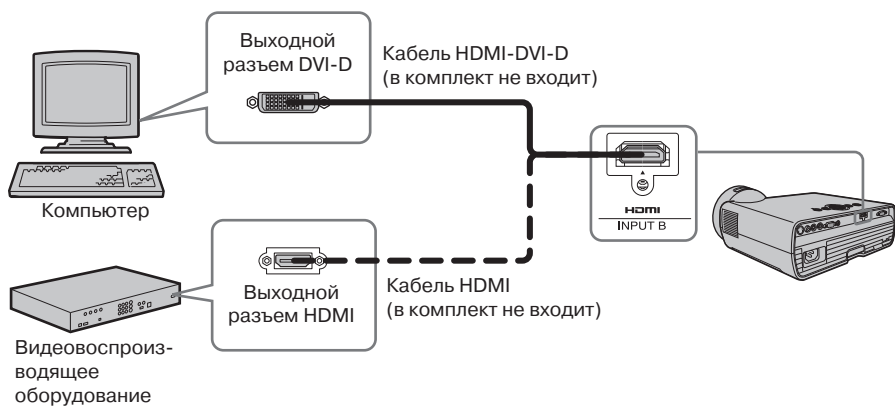 Выходной
разъем DVI-D
Кабель HDMI-DVI-D
(в комплект не входит)
Компьютер
HDMI
INPUT B
Выходной
разъем HDMI
Кабель HDMI
(в комплект не входит)
Видеовоспроиз-
водящее
оборудование